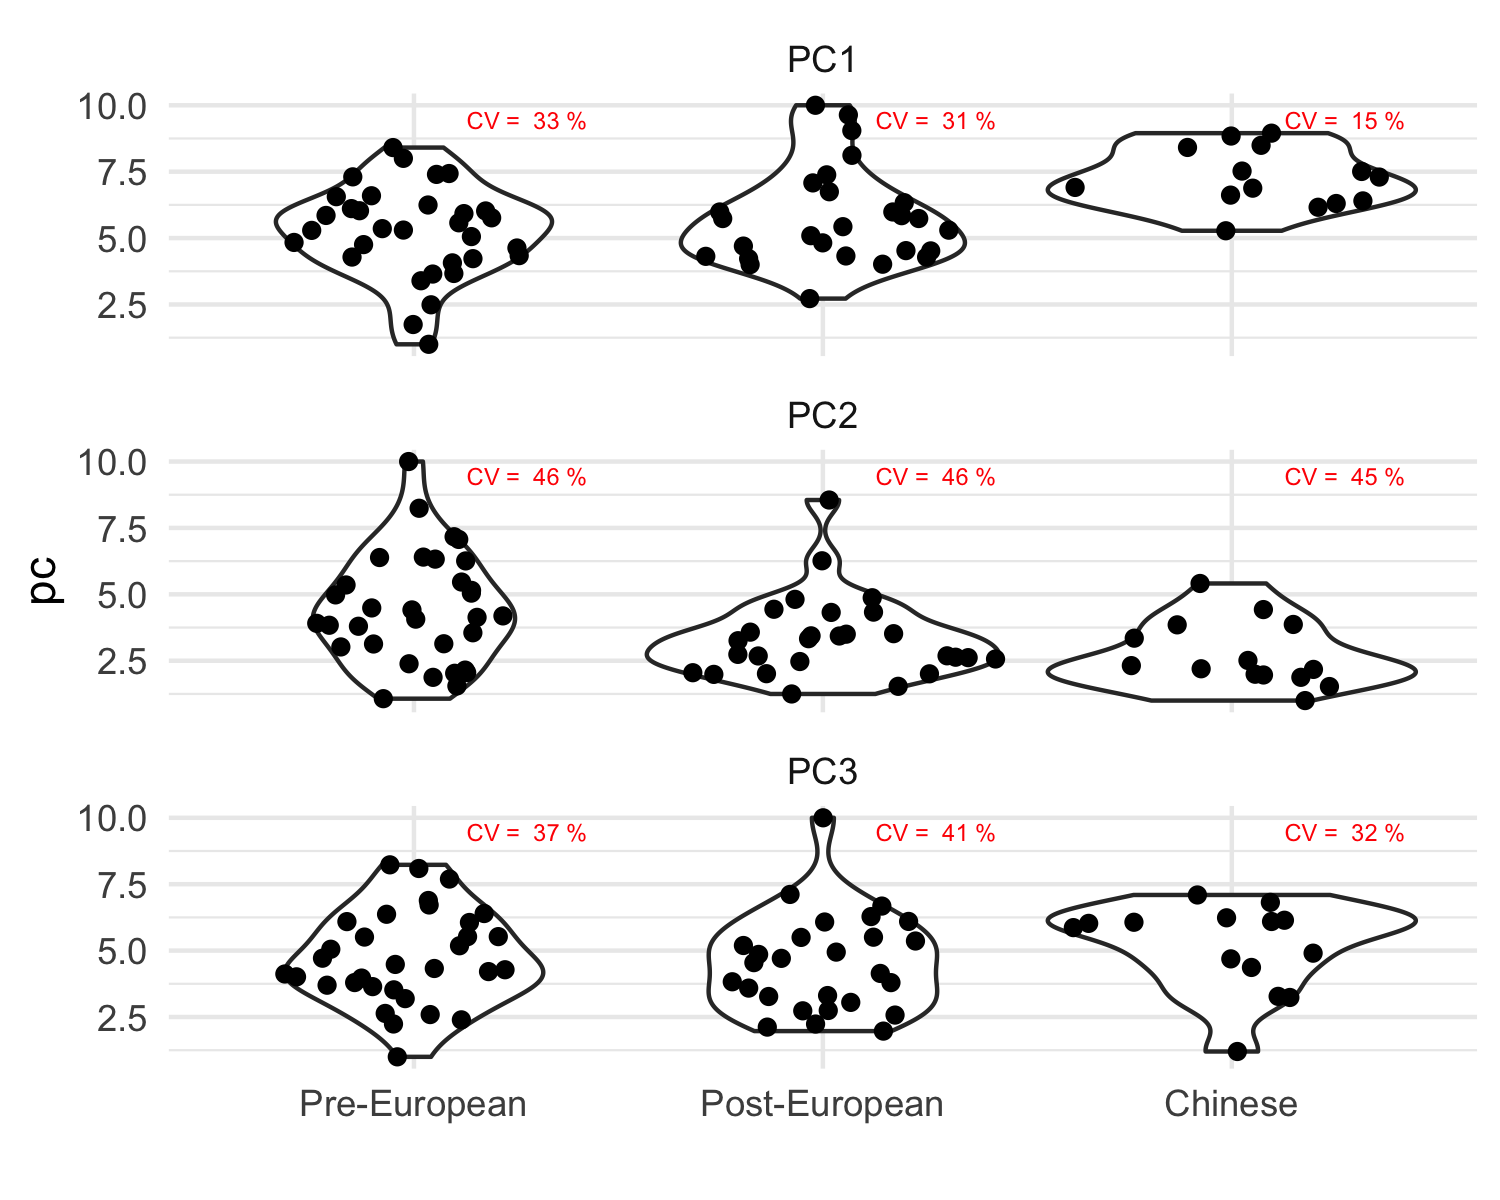 PC1
10.0
7.5
5.0
2.5
CV = 33 %
CV = 31 %
CV = 15 %
PC2
10.0
7.5
5.0
2.5
CV = 46 %
CV = 46 %
CV = 45 %
pc
PC3
10.0
7.5
5.0
2.5
CV = 37 %
CV = 41 %
CV = 32 %
Pre-European
Post-European
Chinese